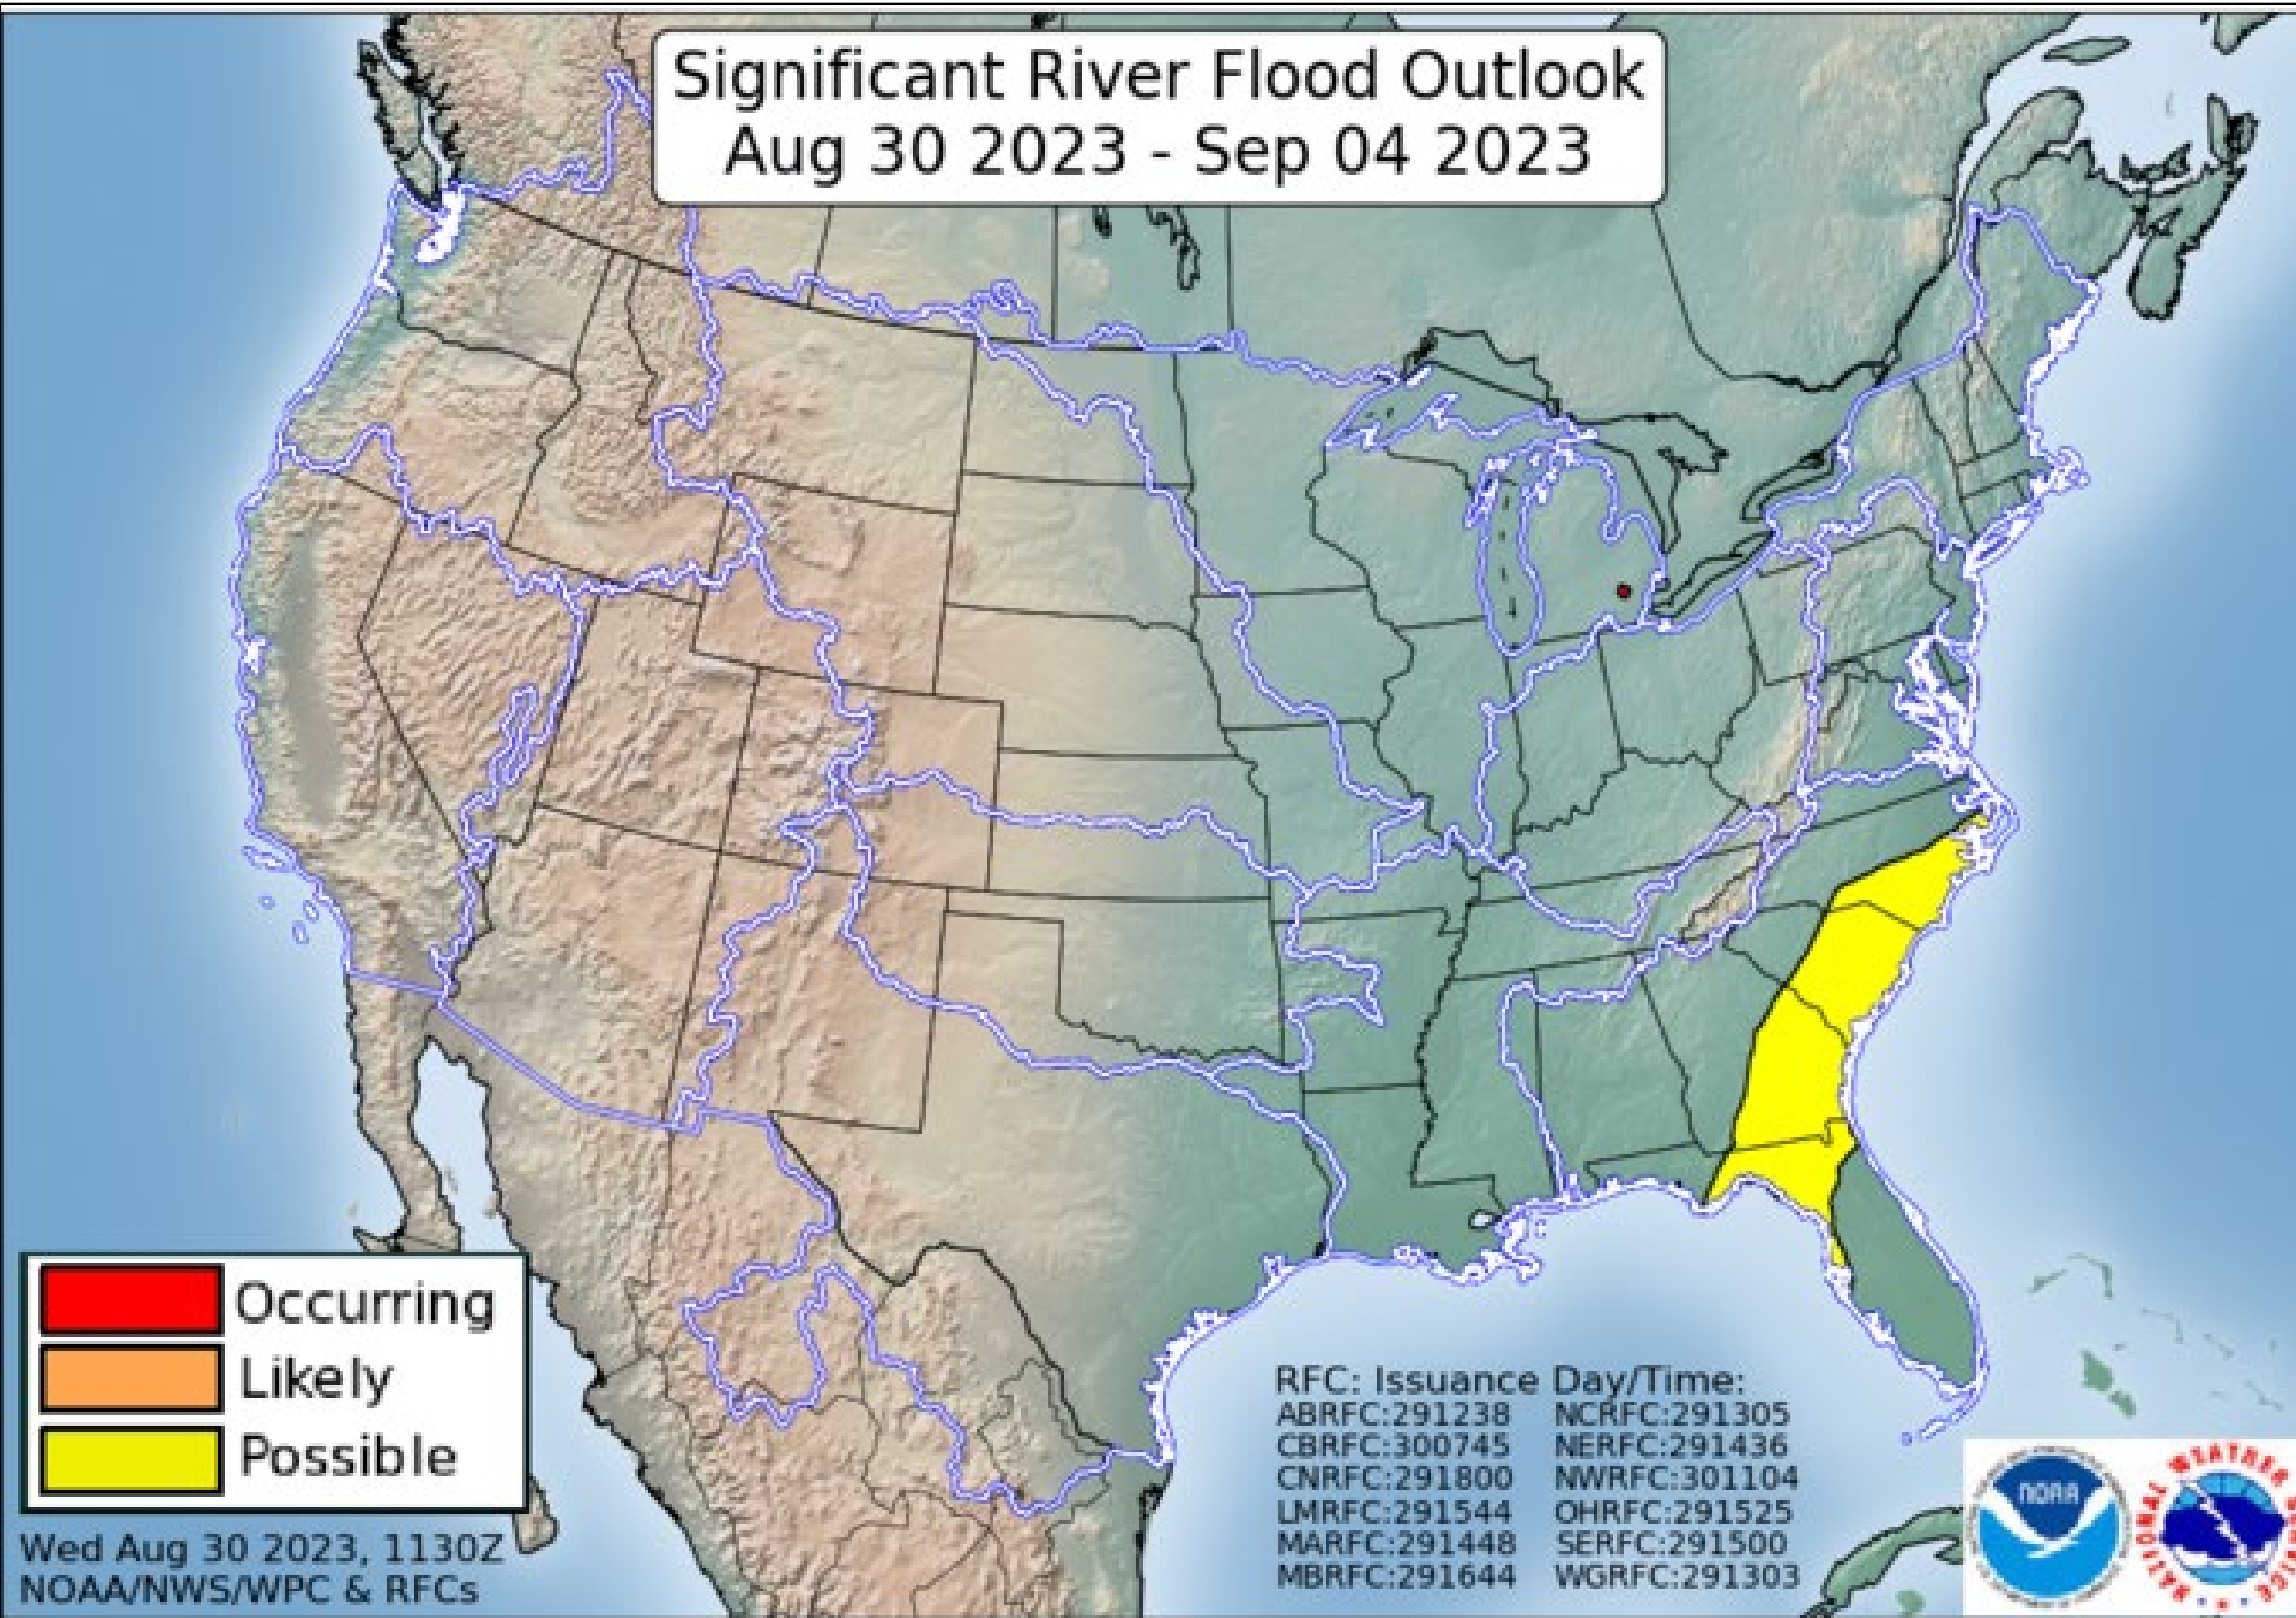 Significant River Flood Outlook
Aug 30 2023 - Sep 04 2023
Occurring
Likely
Possible
Wed Aug 30 2023, 1130Z
NOAA/NWS/WPC & RFCs
RFC: Issuance Day/Time:
ABRFC:291238 NCRFC:291305
CBRFC:300745 NERFC:291436
CNRFC:291800 NWRFC:301104
LMRFC:291544 OHRFC:291525
MARFC:291448 SERFC:291500
MBRFC:291644 WGRFC:291303
NOAA
NATIONAL WEATHER